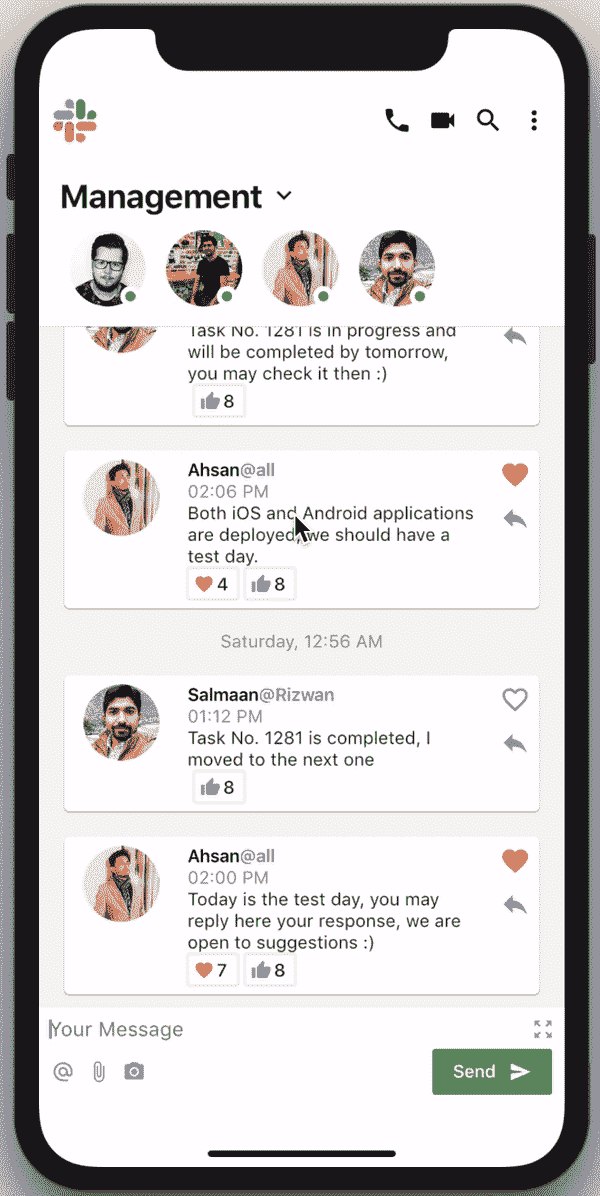 Management
Task No. 1281 is in progress and
will be completed by tomorrow,
you may check it then :)
8
Ahsan@all
02:06 PM
Both iOS and Android applications
are deployed, we should have a
test day.
4 8
Saturday, 12:56 AM
Salmaan@Rizwan
01:12 PM
Task No. 1281 is completed, I
moved to the next one
8
Ahsan@all
02:00 PM
Today is the test day, you may
reply here your response, we are
open to suggestions :)
7 8
Your Message
Send